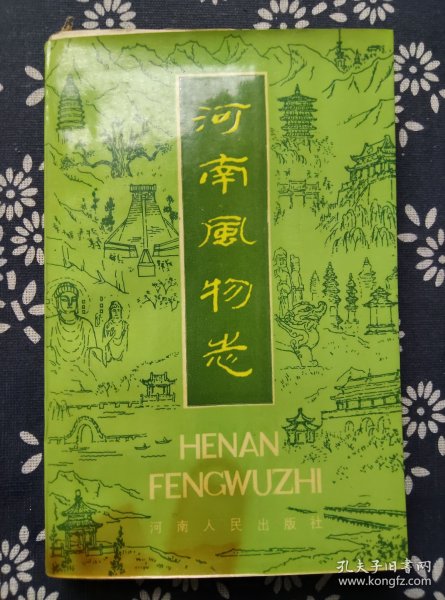 河南風物志
HENAN
FENGWUZHI
河南人民出版社
孔夫子旧书网
www.kongfz.com